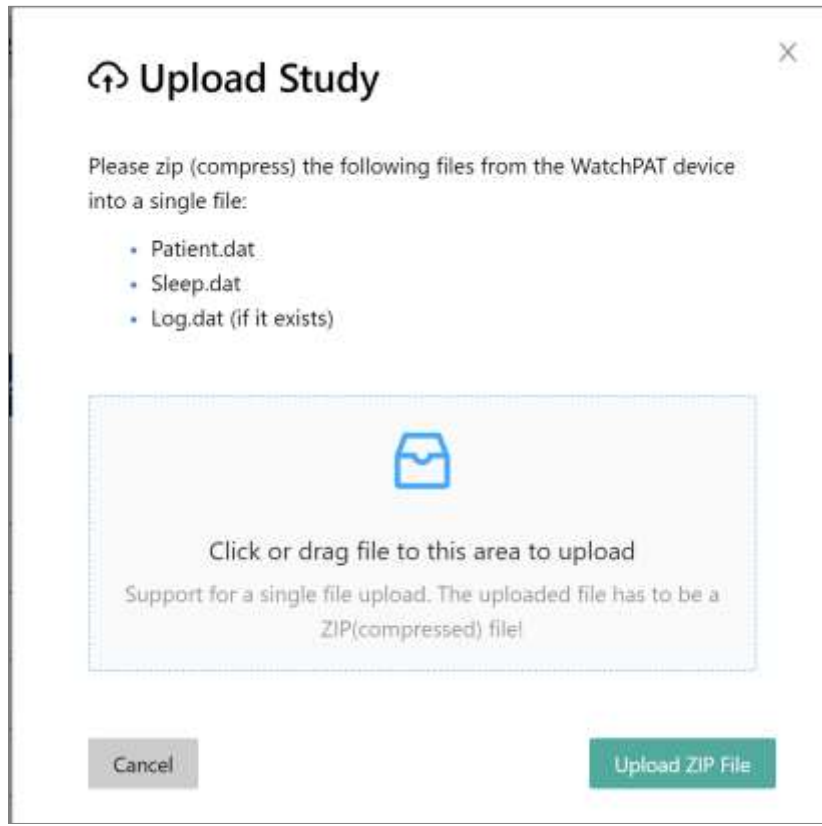 Upload Study
Please zip (compress) the following files from the WatchPAT device
into a single file:
Patient.dat
Sleep.dat
Log.dat (if it exists)
Click or drag file to this area to upload
Support for a single file upload. The uploaded file has to be a
ZIP(compressed) file!
Cancel
Upload ZIP File